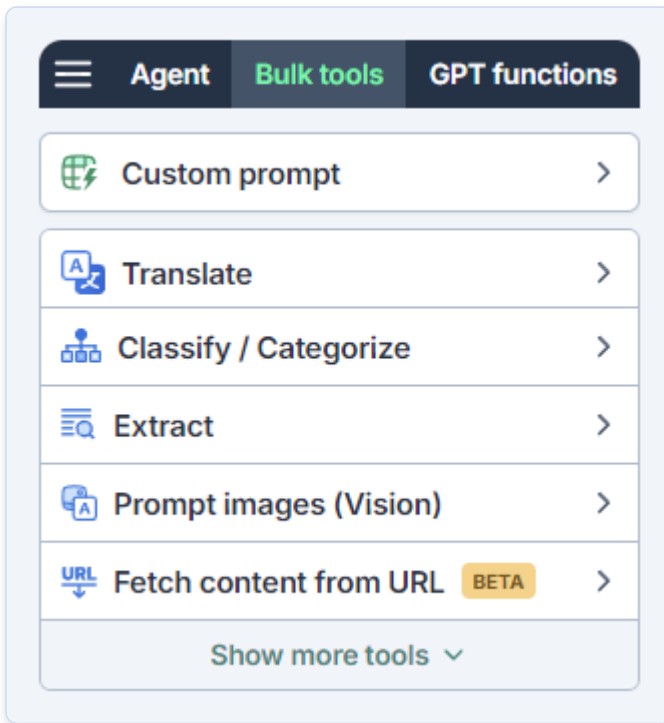 Agent Bulk tools GPT functions
Custom prompt
Translate
Classify / Categorize
Extract
Prompt images (Vision)
Fetch content from URL BETA
Show more tools